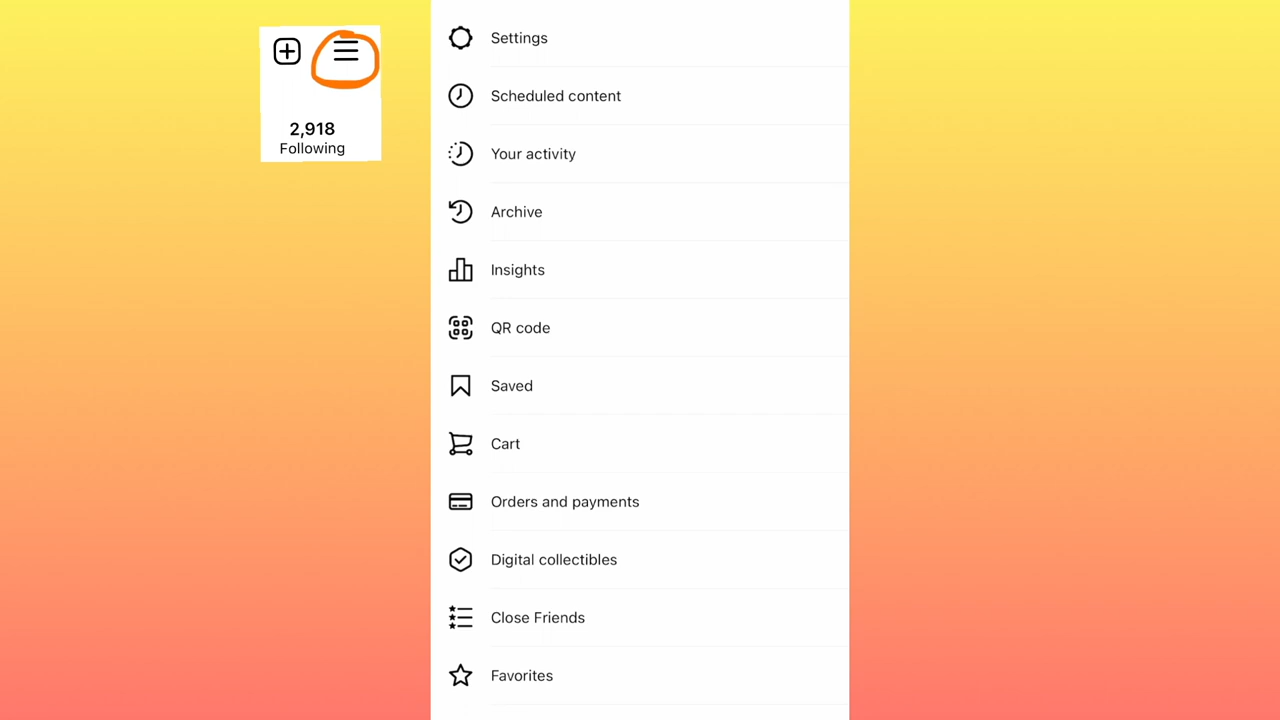 2,918
Following
Settings
Scheduled content
Your activity
Archive
Insights
QR code
Saved
Cart
Orders and payments
Digital collectibles
Close Friends
Favorites